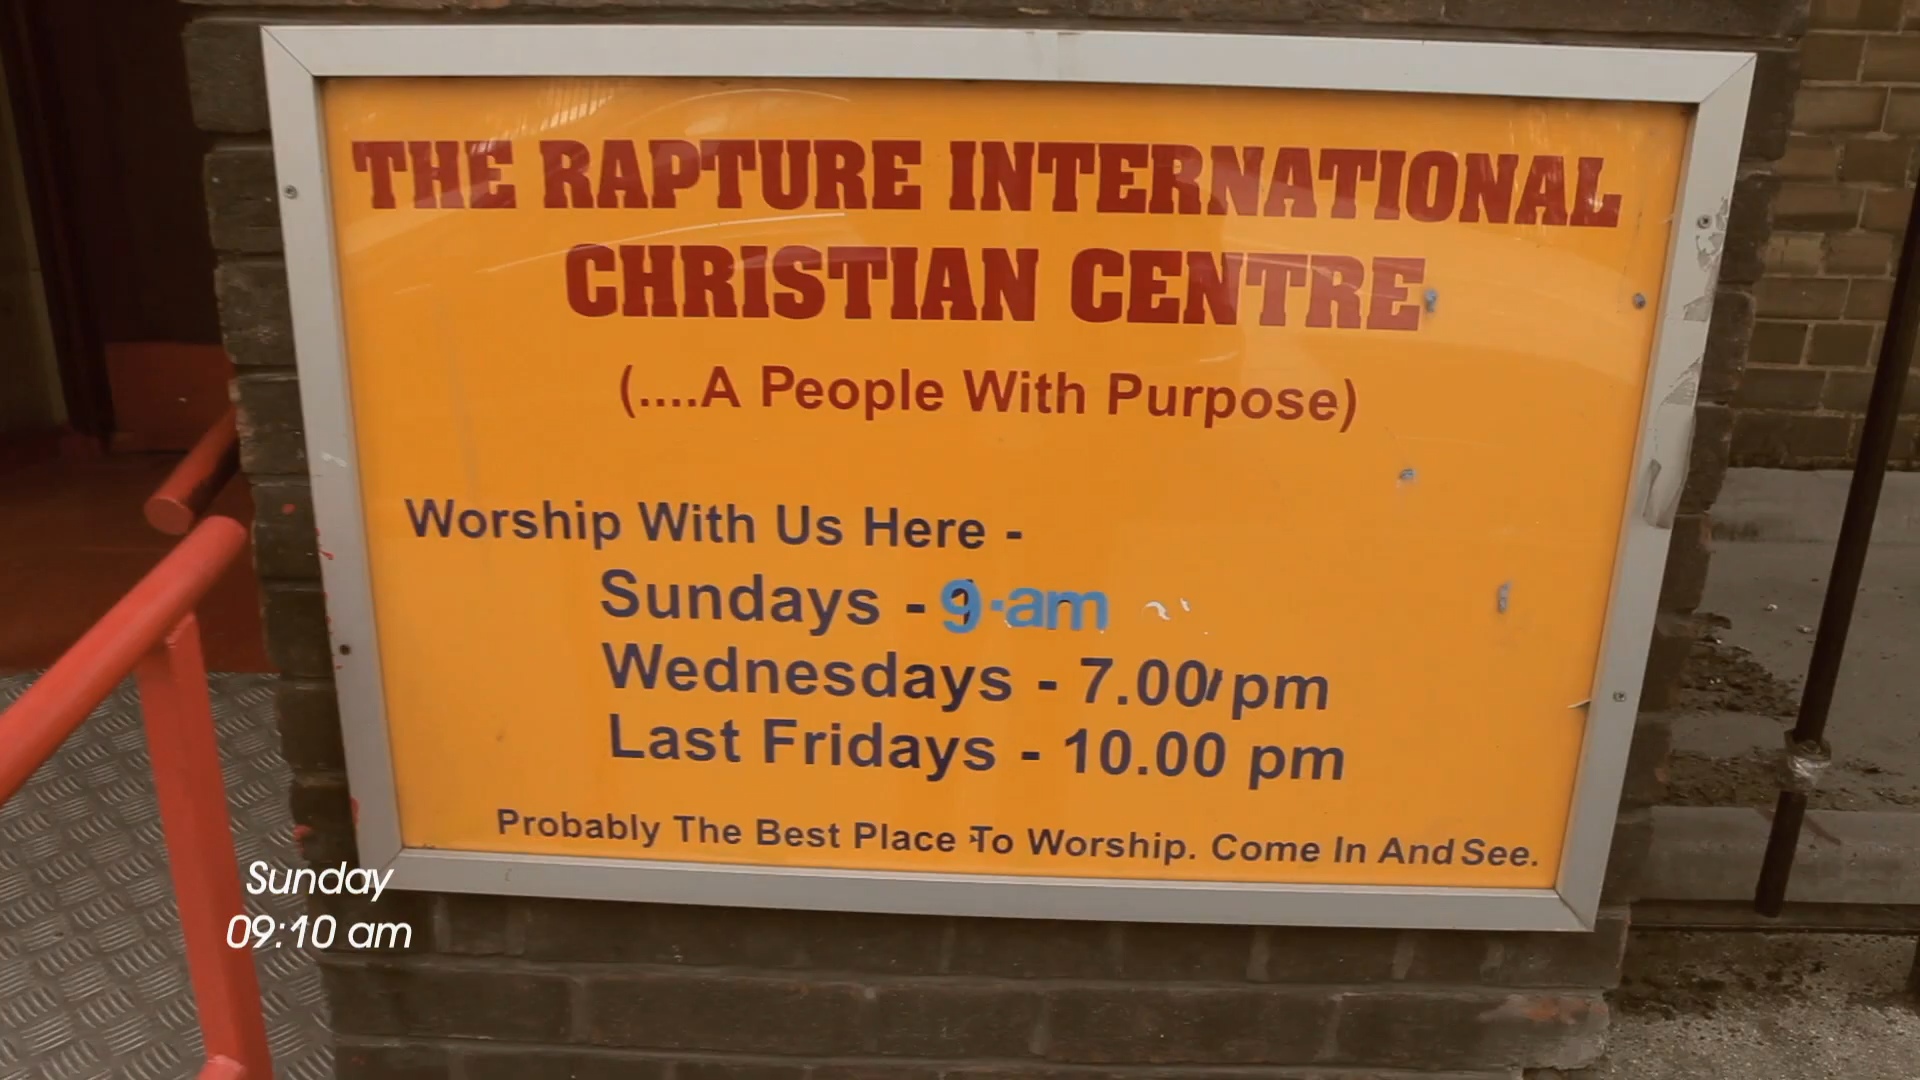 THE RAPTURE INTERNATIONAL
CHRISTIAN CENTRE
(....A People With Purpose)
Worship With Us Here -
Sundays - 9.am
Wednesdays - 7.00 pm
Last Fridays - 10.00 pm
Probably The Best Place To Worship. Come In And See.
Sunday
09:10 am